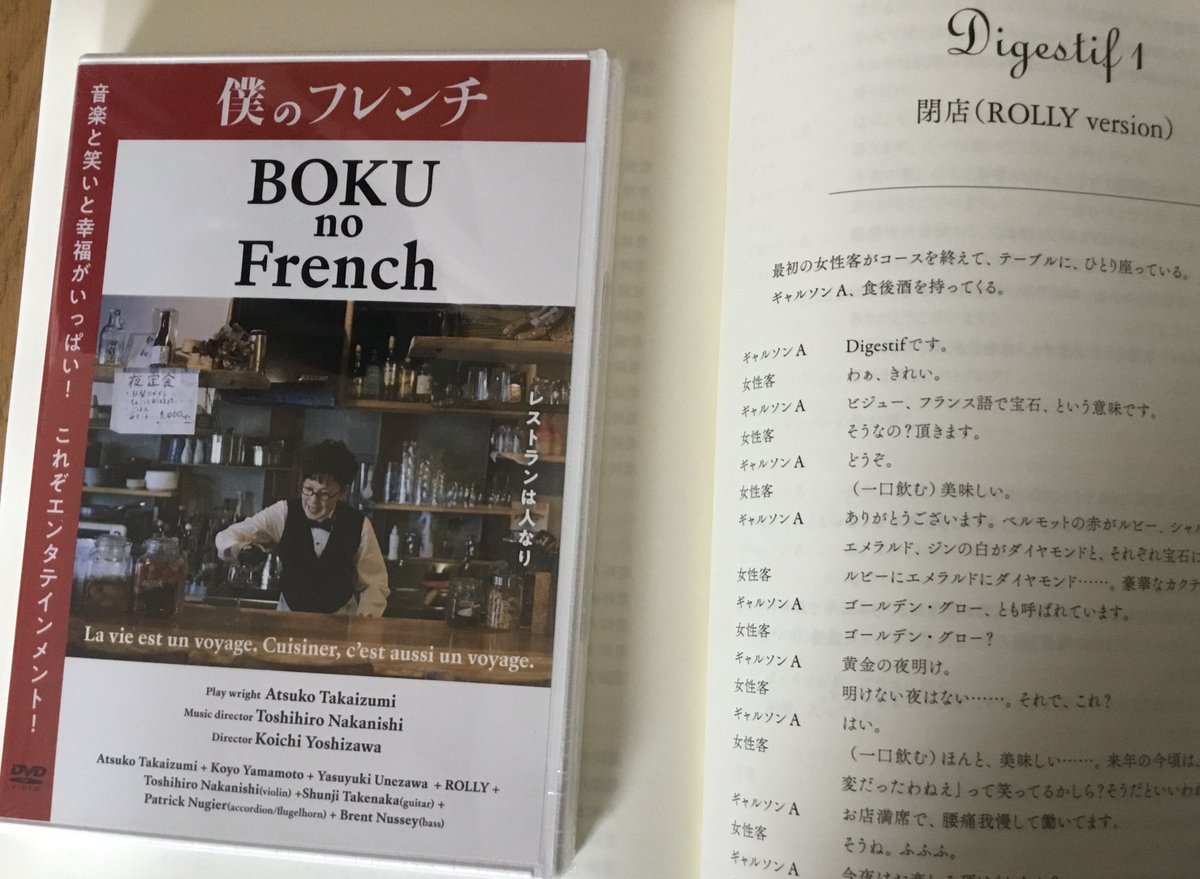 僕のフレンチ
音楽と笑いと幸福がいっぱい！ これぞエンタテインメント！
BOKU
no
French
夜定食
1,000
レストランは人なり
La vie est un voyage. Cuisiner, c'est aussi un voyage.
Play wright Atsuko Takaizumi
Music director Toshihiro Nakanishi
Director Koichi Yoshizawa
Atsuko Takaizumi + Koyo Yamamoto + Yasuyuki Unezawa + ROLLY +
Toshihiro Nakanishi(violin) +Shunji Takenaka(guitar) +
Patrick Nugier(accordion/flugelhorn) + Brent Nussey(bass)
DVD
VIDEO
Digestif 1
閉店（ROLLY version）
最初の女性客がコースを終えて、テーブルに、ひとり座っている。
ギャルソンA、食後酒を持ってくる。
ギャルソンA Digestifです。
女性客 わぁ、きれい。
ギャルソンA ビジュー、フランス語で宝石、という意味です。
女性客 そうなの？頂きます。
ギャルソンA どうぞ。
女性客 （一口飲む）美味しい。
ギャルソンA ありがとうございます。ベルモットの赤がルビー、シャル
エメラルド、ジンの白がダイヤモンドと、それぞれ宝石に
女性客 ルビーにエメラルドにダイヤモンド……。豪華なカクテ
ギャルソンA ゴールデン・グロー、とも呼ばれています。
女性客 ゴールデン・グロー？
ギャルソンA 黄金の夜明け。
女性客 明けない夜はない……。それで、これ？
ギャルソンA はい。
女性客 （一口飲む）ほんと、美味しい……。来年の今頃は、
変だったわねえ」って笑ってるかしら？そうだといいわね
ギャルソンA お店満席で、腰痛我慢して働いてます。
女性客 そうね。ふふふ。
ギャルソンA